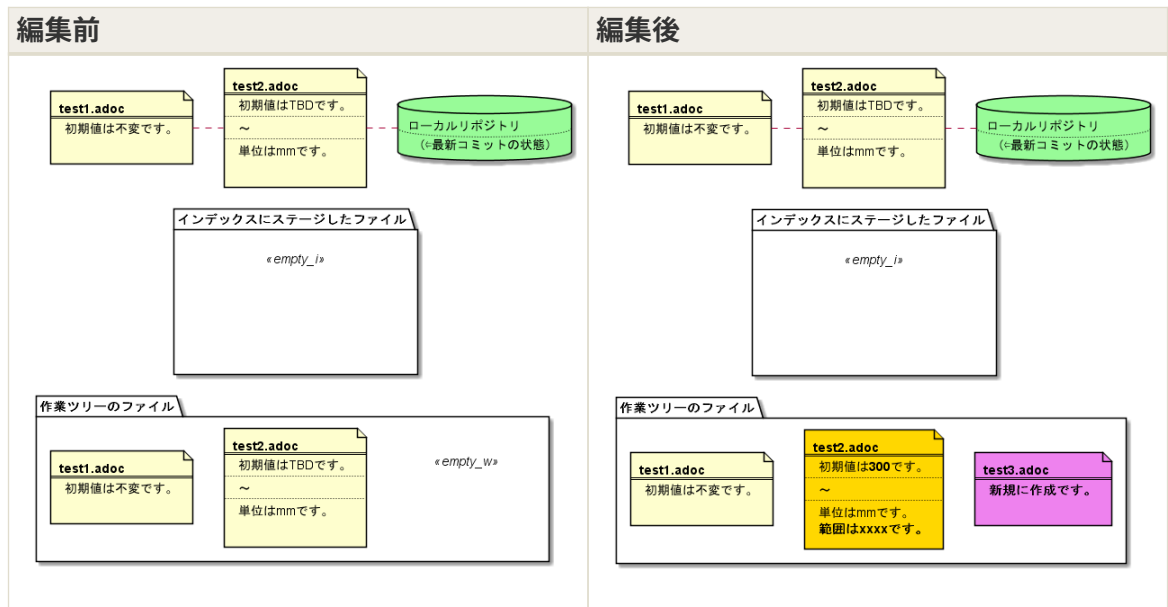 編集前
編集後
test1.adoc
初期値は不変です。
test2.adoc
初期値はTBDです。
～
単位はmmです。
ローカルリポジトリ
(⇐最新コミットの状態)
インデックスにステージしたファイル
«empty_i»
作業ツリーのファイル
test1.adoc
初期値は不変です。
test2.adoc
初期値はTBDです。
～
単位はmmです。
«empty_w»
test1.adoc
初期値は不変です。
test2.adoc
初期値はTBDです。
～
単位はmmです。
ローカルリポジトリ
(⇐最新コミットの状態)
インデックスにステージしたファイル
«empty_i»
作業ツリーのファイル
test1.adoc
初期値は不変です。
test2.adoc
初期値は300です。
～
単位はmmです。
範囲はxxxxです。
test3.adoc
新規に作成です。